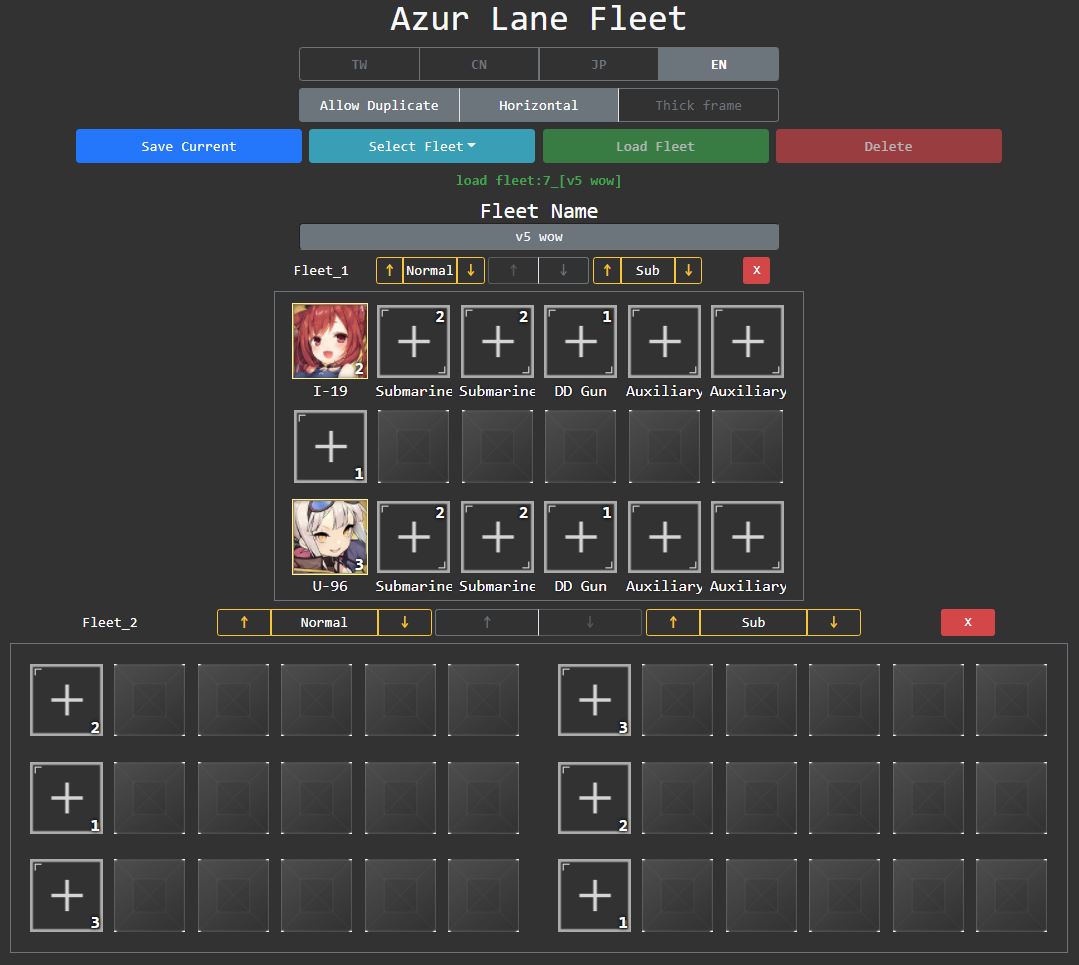 Azur Lane Fleet
TW CN JP EN
Allow Duplicate Horizontal Thick frame
Save Current Select Fleet Load Fleet Delete
load fleet:7_[v5 wow]
Fleet Name
v5 wow
Fleet_1 ↑ Normal ↓ ↑ ↓ ↑ Sub ↓ X
2 2 2 1
I-19 Submarine Submarine DD Gun Auxiliary Auxiliary
1
3 2 2 1
U-96 Submarine Submarine DD Gun Auxiliary Auxiliary
Fleet_2 ↑ Normal ↓ ↑ ↓ ↑ Sub ↓ X
2 3
1 2
3 1